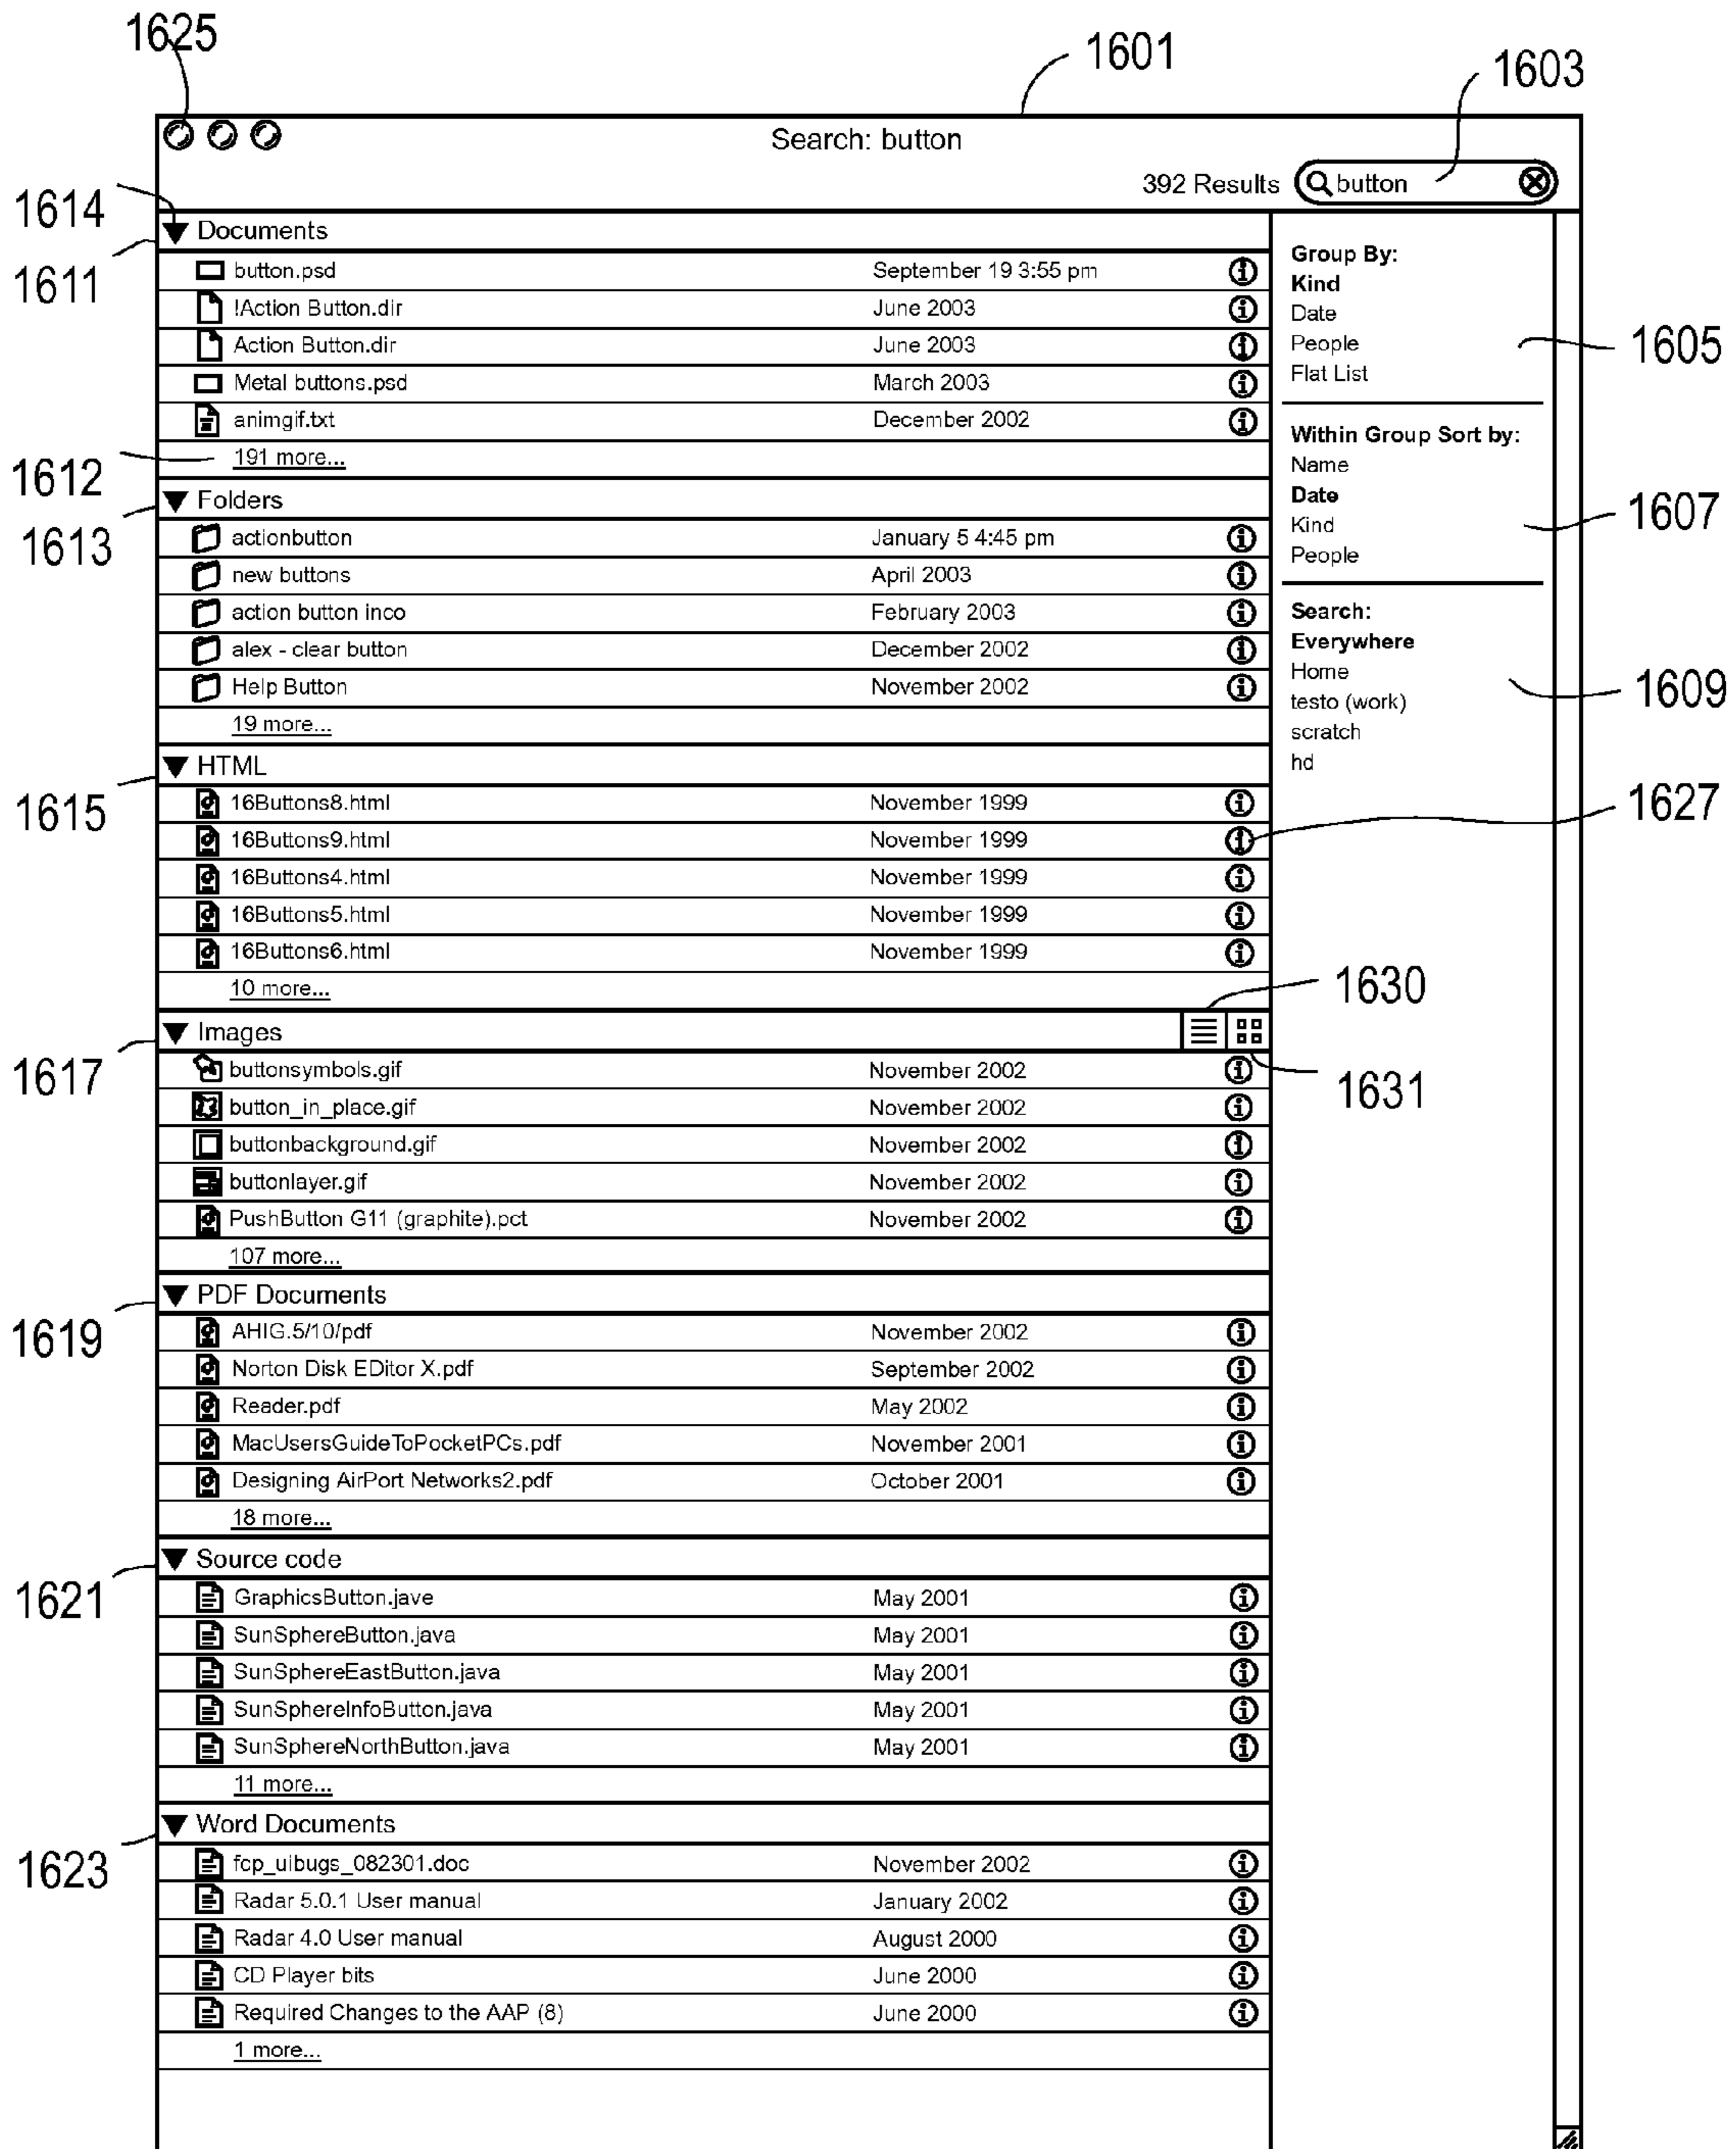 1625
1601
1603
Search: button
392 Results button
1614
Documents
1611
button.psd September 19 3:55 pm
!Action Button.dir June 2003
Action Button.dir June 2003
Metal buttons.psd March 2003
animgif.txt December 2002
191 more...
1612
Folders
1613
actionbutton January 5 4:45 pm
new buttons April 2003
action button inco February 2003
alex - clear button December 2002
Help Button November 2002
19 more...
HTML
1615
16Buttons8.html November 1999
16Buttons9.html November 1999
16Buttons4.html November 1999
16Buttons5.html November 1999
16Buttons6.html November 1999
10 more...
Images
1617
buttonsymbols.gif November 2002
button_in_place.gif November 2002
buttonbackground.gif November 2002
buttonlayer.gif November 2002
PushButton G11 (graphite).pct November 2002
107 more...
PDF Documents
1619
AHIG.5/10/pdf November 2002
Norton Disk EDitor X.pdf September 2002
Reader.pdf May 2002
MacUsersGuideToPocketPCs.pdf November 2001
Designing AirPort Networks2.pdf October 2001
18 more...
Source code
1621
GraphicsButton.jave May 2001
SunSphereButton.java May 2001
SunSphereEastButton.java May 2001
SunSphereInfoButton.java May 2001
SunSphereNorthButton.java May 2001
11 more...
Word Documents
1623
fcp_uibugs_082301.doc November 2002
Radar 5.0.1 User manual January 2002
Radar 4.0 User manual August 2000
CD Player bits June 2000
Required Changes to the AAP (8) June 2000
1 more...
Group By:
Kind
Date
People
Flat List
1605
Within Group Sort by:
Name
Date
Kind
People
1607
Search:
Everywhere
Home
testo (work)
scratch
hd
1609
1627
1630
1631